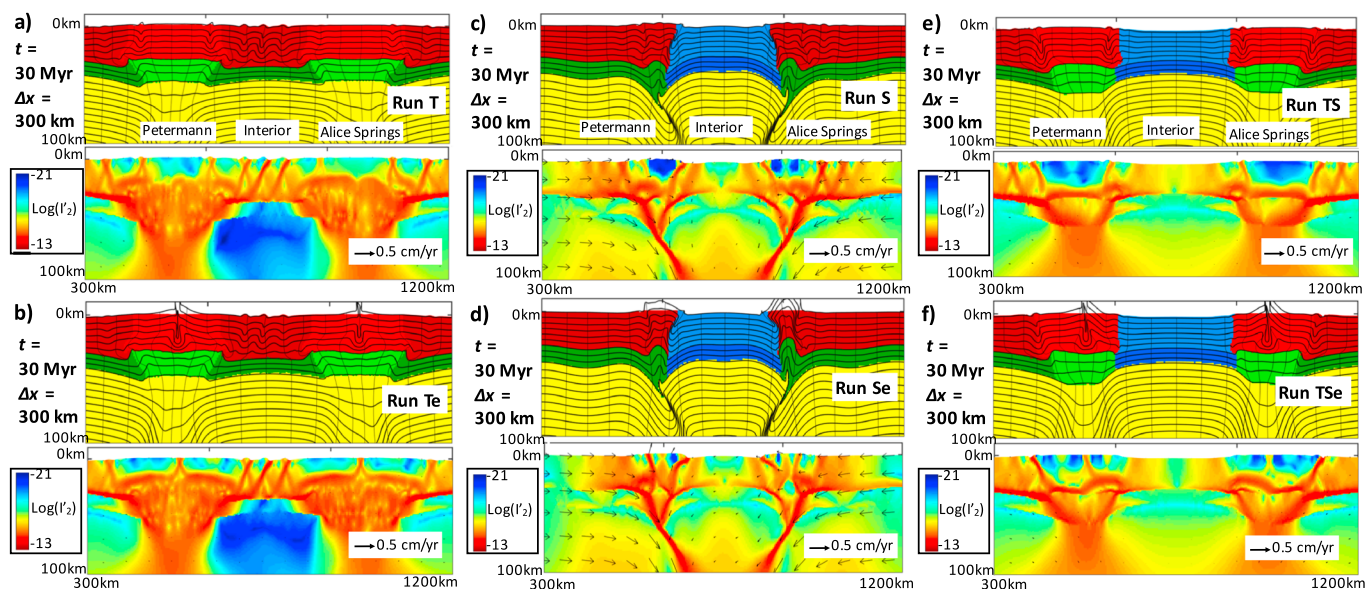 a)
0km
t =
30 Myr
Δx =
300 km
100km
Run T
Petermann
Interior
Alice Springs
0km
-21
Log(I'₂)
-13
0.5 cm/yr
100km
300km
1200km
b)
0km
t =
30 Myr
Δx =
300 km
100km
Run Te
0km
-21
Log(I'₂)
-13
0.5 cm/yr
100km
300km
1200km
c)
0km
t =
30 Myr
Δx =
300 km
100km
Run S
Petermann
Interior
Alice Springs
0km
-21
Log(I'₂)
-13
0.5 cm/yr
100km
300km
1200km
d)
0km
t =
30 Myr
Δx =
300 km
100km
Run Se
0km
-21
Log(I'₂)
-13
0.5 cm/yr
100km
300km
1200km
e)
0km
t =
30 Myr
Δx =
300 km
100km
Run TS
Petermann
Interior
Alice Springs
0km
-21
Log(I'₂)
-13
0.5 cm/yr
100km
300km
1200km
f)
0km
t =
30 Myr
Δx =
300 km
100km
Run TSe
0km
-21
Log(I'₂)
-13
0.5 cm/yr
100km
300km
1200km